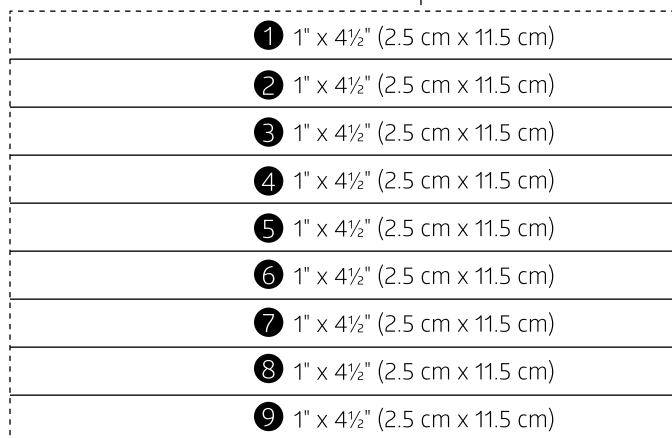 1 1" x 4½" (2.5 cm x 11.5 cm)
2 1" x 4½" (2.5 cm x 11.5 cm)
3 1" x 4½" (2.5 cm x 11.5 cm)
4 1" x 4½" (2.5 cm x 11.5 cm)
5 1" x 4½" (2.5 cm x 11.5 cm)
6 1" x 4½" (2.5 cm x 11.5 cm)
7 1" x 4½" (2.5 cm x 11.5 cm)
8 1" x 4½" (2.5 cm x 11.5 cm)
9 1" x 4½" (2.5 cm x 11.5 cm)